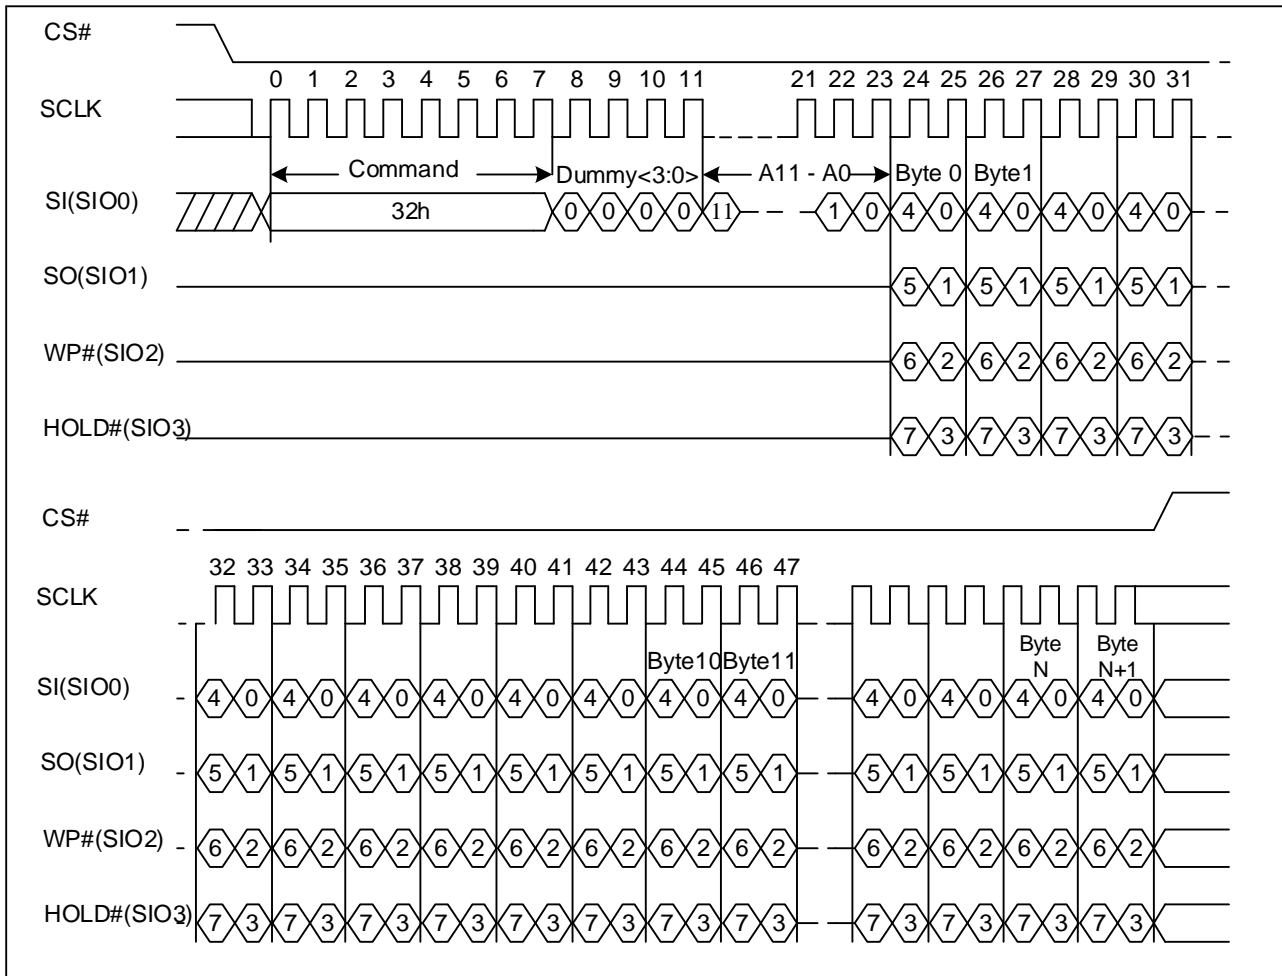 CS#
0 1 2 3 4 5 6 7 8 9 10 11 21 22 23 24 25 26 27 28 29 30 31
SCLK
Command Dummy<3:0> A11 - A0 Byte 0 Byte1
SI(SIO0) 32h 0 0 0 0 11 1 0 4 0 4 0 4 0 4 0
SO(SIO1) 5 1 5 1 5 1 5 1
WP#(SIO2) 6 2 6 2 6 2 6 2
HOLD#(SIO3) 7 3 7 3 7 3 7 3
CS#
32 33 34 35 36 37 38 39 40 41 42 43 44 45 46 47
SCLK
Byte10 Byte11 Byte N Byte N+1
SI(SIO0) 4 0 4 0 4 0 4 0 4 0 4 0 4 0 4 0 4 0 4 0 4 0 4 0
SO(SIO1) 5 1 5 1 5 1 5 1 5 1 5 1 5 1 5 1 5 1 5 1 5 1 5 1
WP#(SIO2) 6 2 6 2 6 2 6 2 6 2 6 2 6 2 6 2 6 2 6 2 6 2 6 2
HOLD#(SIO3) 7 3 7 3 7 3 7 3 7 3 7 3 7 3 7 3 7 3 7 3 7 3 7 3